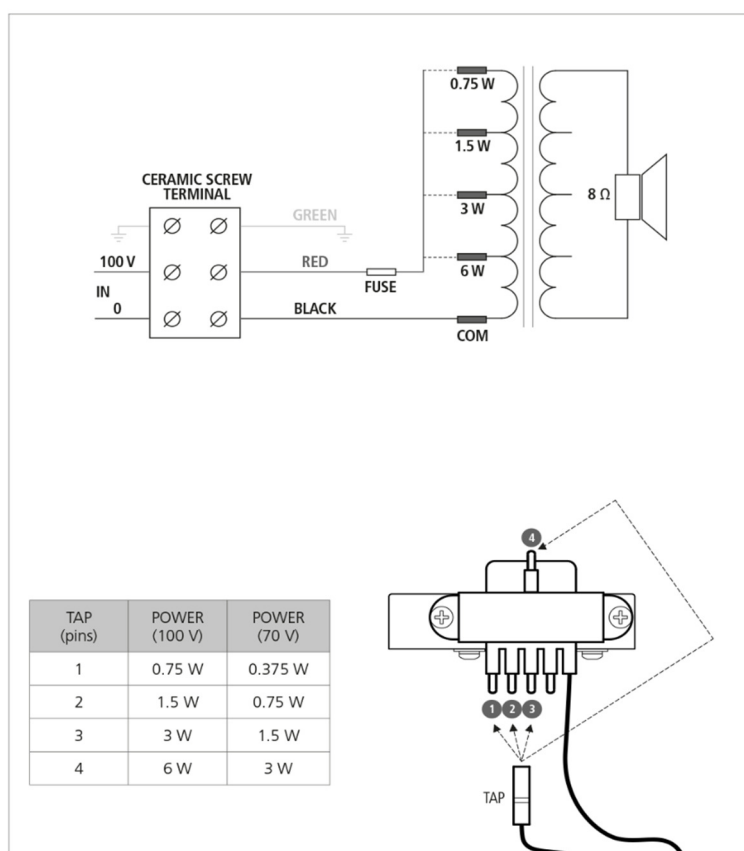 0.75 W
1.5 W
CERAMIC SCREW
TERMINAL
8 Ω
3 W
GREEN
100 V
RED
6 W
FUSE
IN
0
BLACK
COM
4
TAP
(pins)
POWER
(100 V)
POWER
(70 V)
1 0.75 W 0.375 W
2 1.5 W 0.75 W
3 3 W 1.5 W
4 6 W 3 W
1 2 3
TAP